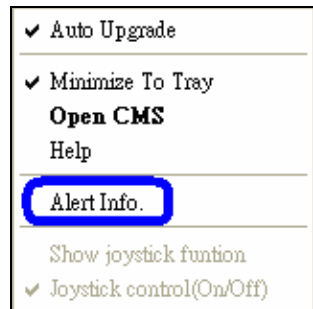 Auto Upgrade
Minimize To Tray
Open CMS
Help
Alert Info.
Show joystick funtion
Joystick control(On/Off)